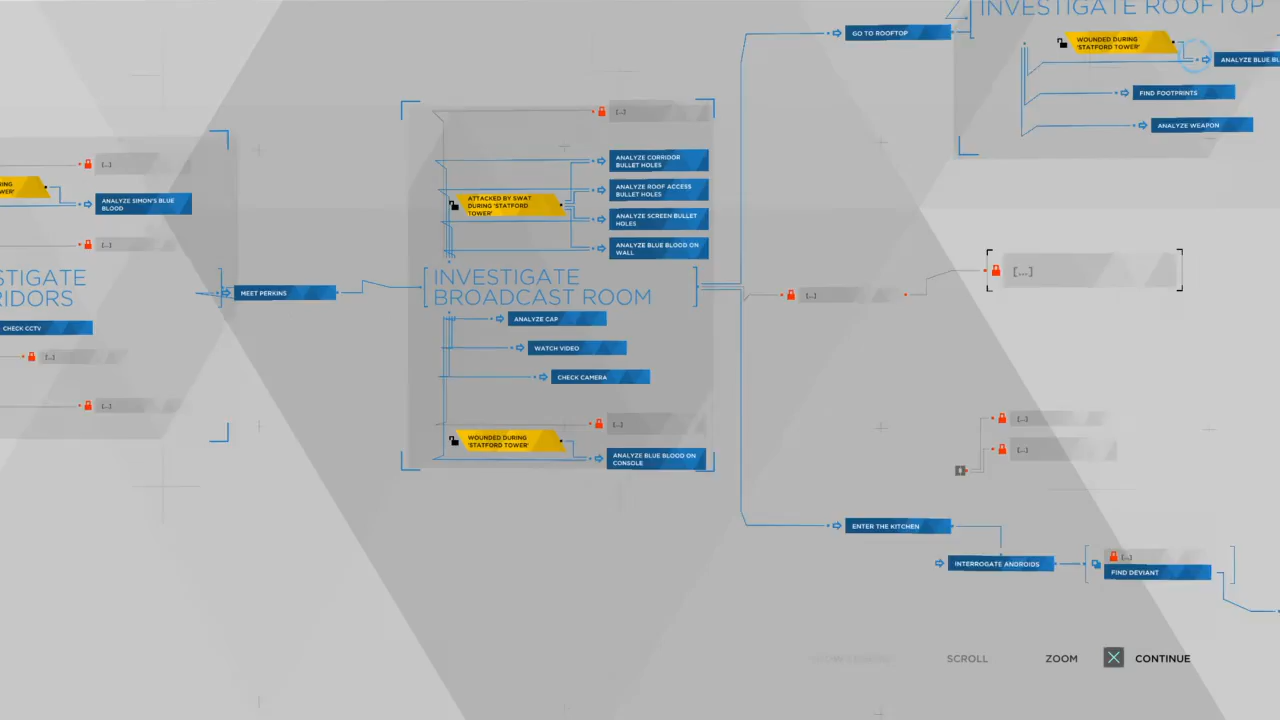 [...]
ING
ER'
ANALYZE SIMON'S BLUE
BLOOD
[...]
STIGATE
RIDORS
CHECK CCTV
[...]
[...]
MEET PERKINS
[...]
ANALYZE CORRIDOR
BULLET HOLES
ANALYZE ROOF ACCESS
BULLET HOLES
ATTACKED BY SWAT
DURING 'STATFORD
TOWER'
ANALYZE SCREEN BULLET
HOLES
ANALYZE BLUE BLOOD ON
WALL
INVESTIGATE
BROADCAST ROOM
ANALYZE CAP
WATCH VIDEO
CHECK CAMERA
[...]
WOUNDED DURING
'STATFORD TOWER'
ANALYZE BLUE BLOOD ON
CONSOLE
GO TO ROOFTOP
INVESTIGATE ROOFTOP
WOUNDED DURING
'STATFORD TOWER'
ANALYZE BLUE BL
FIND FOOTPRINTS
ANALYZE WEAPON
[...]
[...]
[...]
[...]
ENTER THE KITCHEN
INTERROGATE ANDROIDS
[...]
FIND DEVIANT
SCROLL
ZOOM
CONTINUE